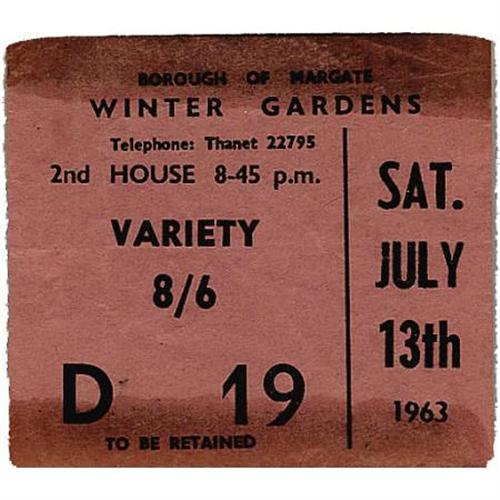 BOROUGH OF MARGATE
WINTER GARDENS
Telephone: Thanet 22795
2nd HOUSE 8-45 p.m.
VARIETY
8/6
D 19
TO BE RETAINED
SAT.
JULY
13th
1963